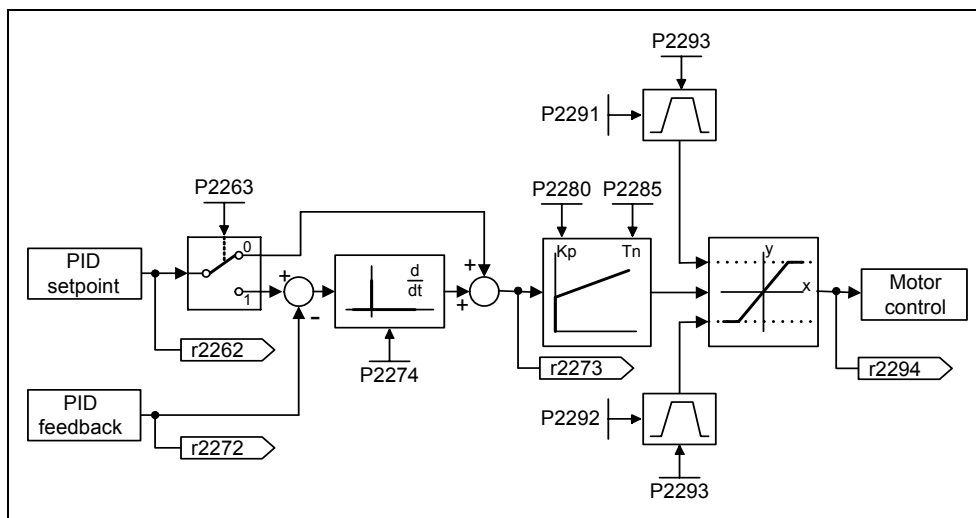 P2293
P2291
P2263
P2280
P2285
PID
setpoint
0
1
+
-
d
dt
+
+
Kp
Tn
y
x
Motor
control
r2262
P2274
r2273
r2294
PID
feedback
r2272
P2292
P2293